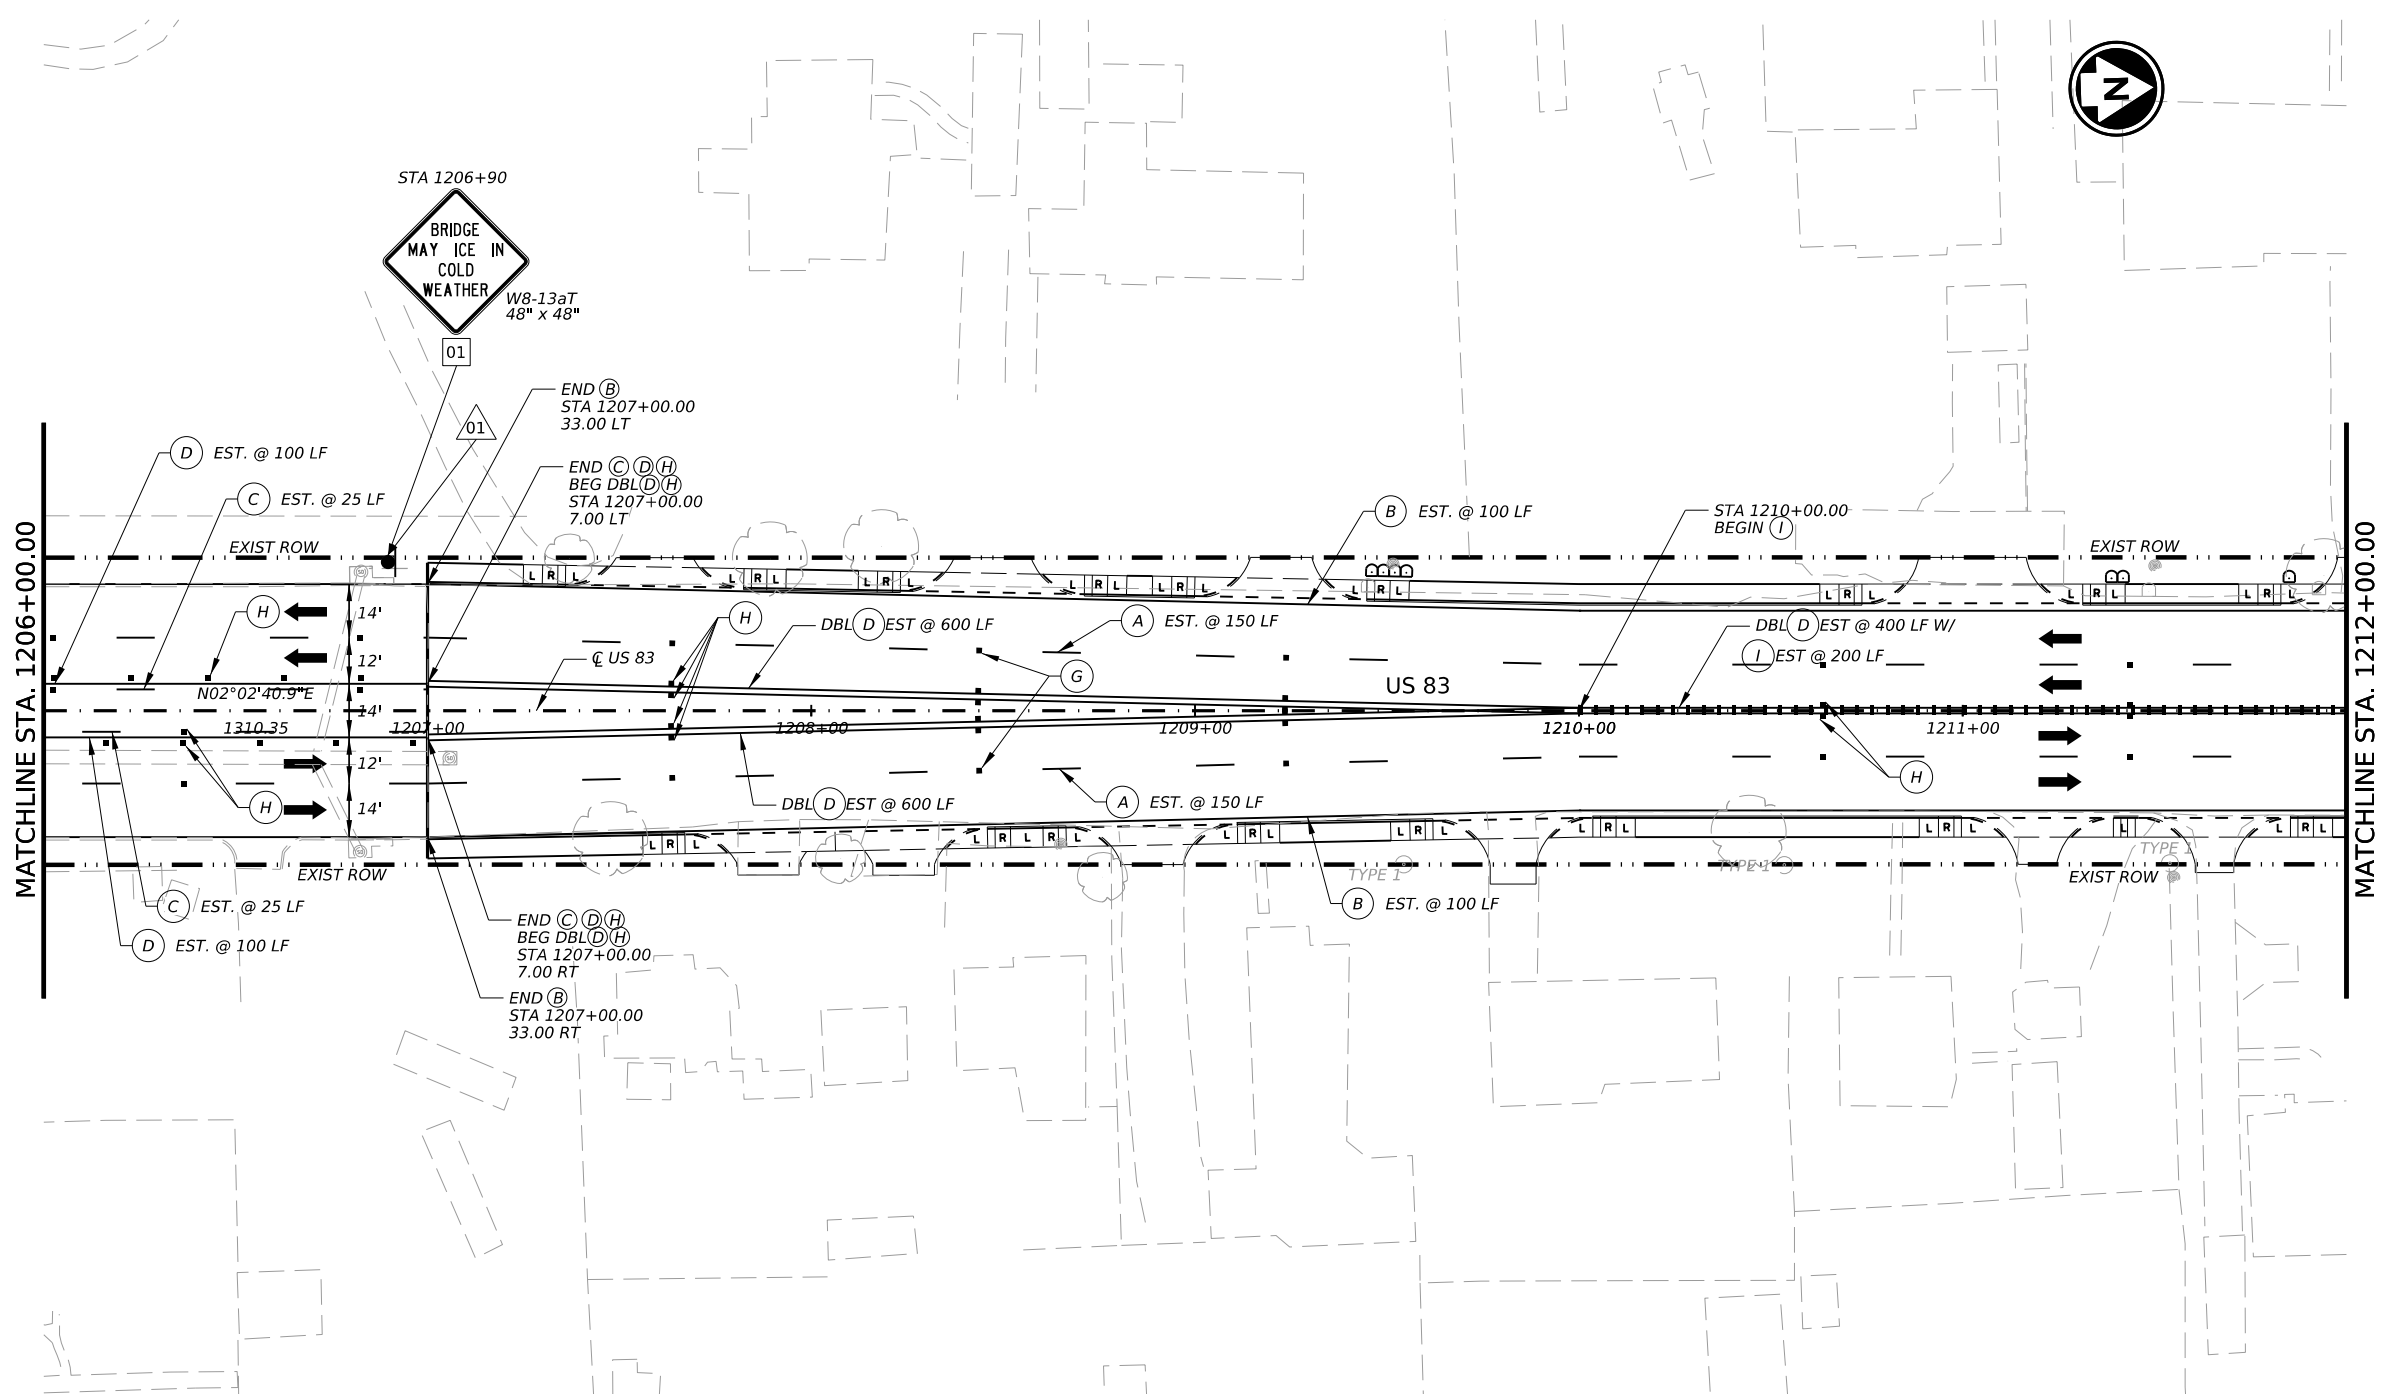 N
STA 1206+90
BRIDGE
MAY ICE IN
COLD
WEATHER
W8-13aT
48" x 48"
01
01
END B
STA 1207+00.00
33.00 LT
END C D H
BEG DBL D H
STA 1207+00.00
7.00 LT
D EST. @ 100 LF
C EST. @ 25 LF
B EST. @ 100 LF
STA 1210+00.00
BEGIN I
MATCHLINE STA. 1206+00.00
MATCHLINE STA. 1212+00.00
EXIST ROW
EXIST ROW
L R L
L R L
L R L
L R L
L R L
L R L
L R L
L R L
L R L
H
14'
12'
14'
12'
14'
H
DBL D EST @ 600 LF
A EST. @ 150 LF
DBL D EST @ 400 LF W/
I EST @ 200 LF
℄ US 83
G
US 83
N02°02'40.9"E
1310.35
1207+00
1208+00
1209+00
1210+00
1211+00
H
H
DBL D EST @ 600 LF
A EST. @ 150 LF
L R L
L R L R L
L R L
L R L
L R L
L R L
L
L R L
TYPE 1
TYPE 1
TYPE 1
EXIST ROW
EXIST ROW
B EST. @ 100 LF
C EST. @ 25 LF
D EST. @ 100 LF
END C D H
BEG DBL D H
STA 1207+00.00
7.00 RT
END B
STA 1207+00.00
33.00 RT